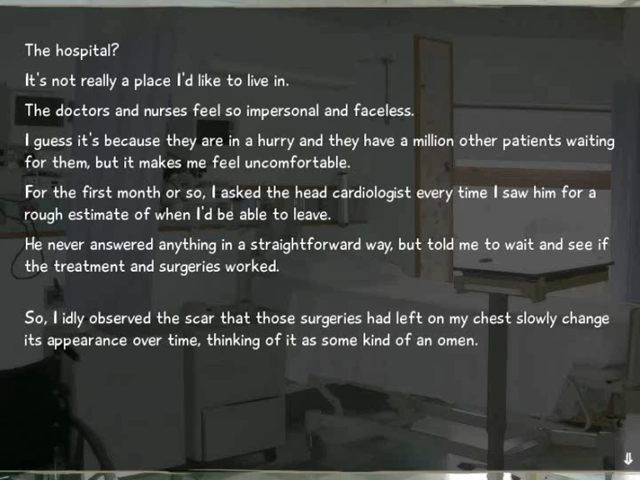 The hospital?
It's not really a place I'd like to live in.
The doctors and nurses feel so impersonal and faceless.
I guess it's because they are in a hurry and they have a million other patients waiting
for them, but it makes me feel uncomfortable.
For the first month or so, I asked the head cardiologist every time I saw him for a
rough estimate of when I'd be able to leave.
He never answered anything in a straightforward way, but told me to wait and see if
the treatment and surgeries worked.
So, I idly observed the scar that those surgeries had left on my chest slowly change
its appearance over time, thinking of it as some kind of an omen.